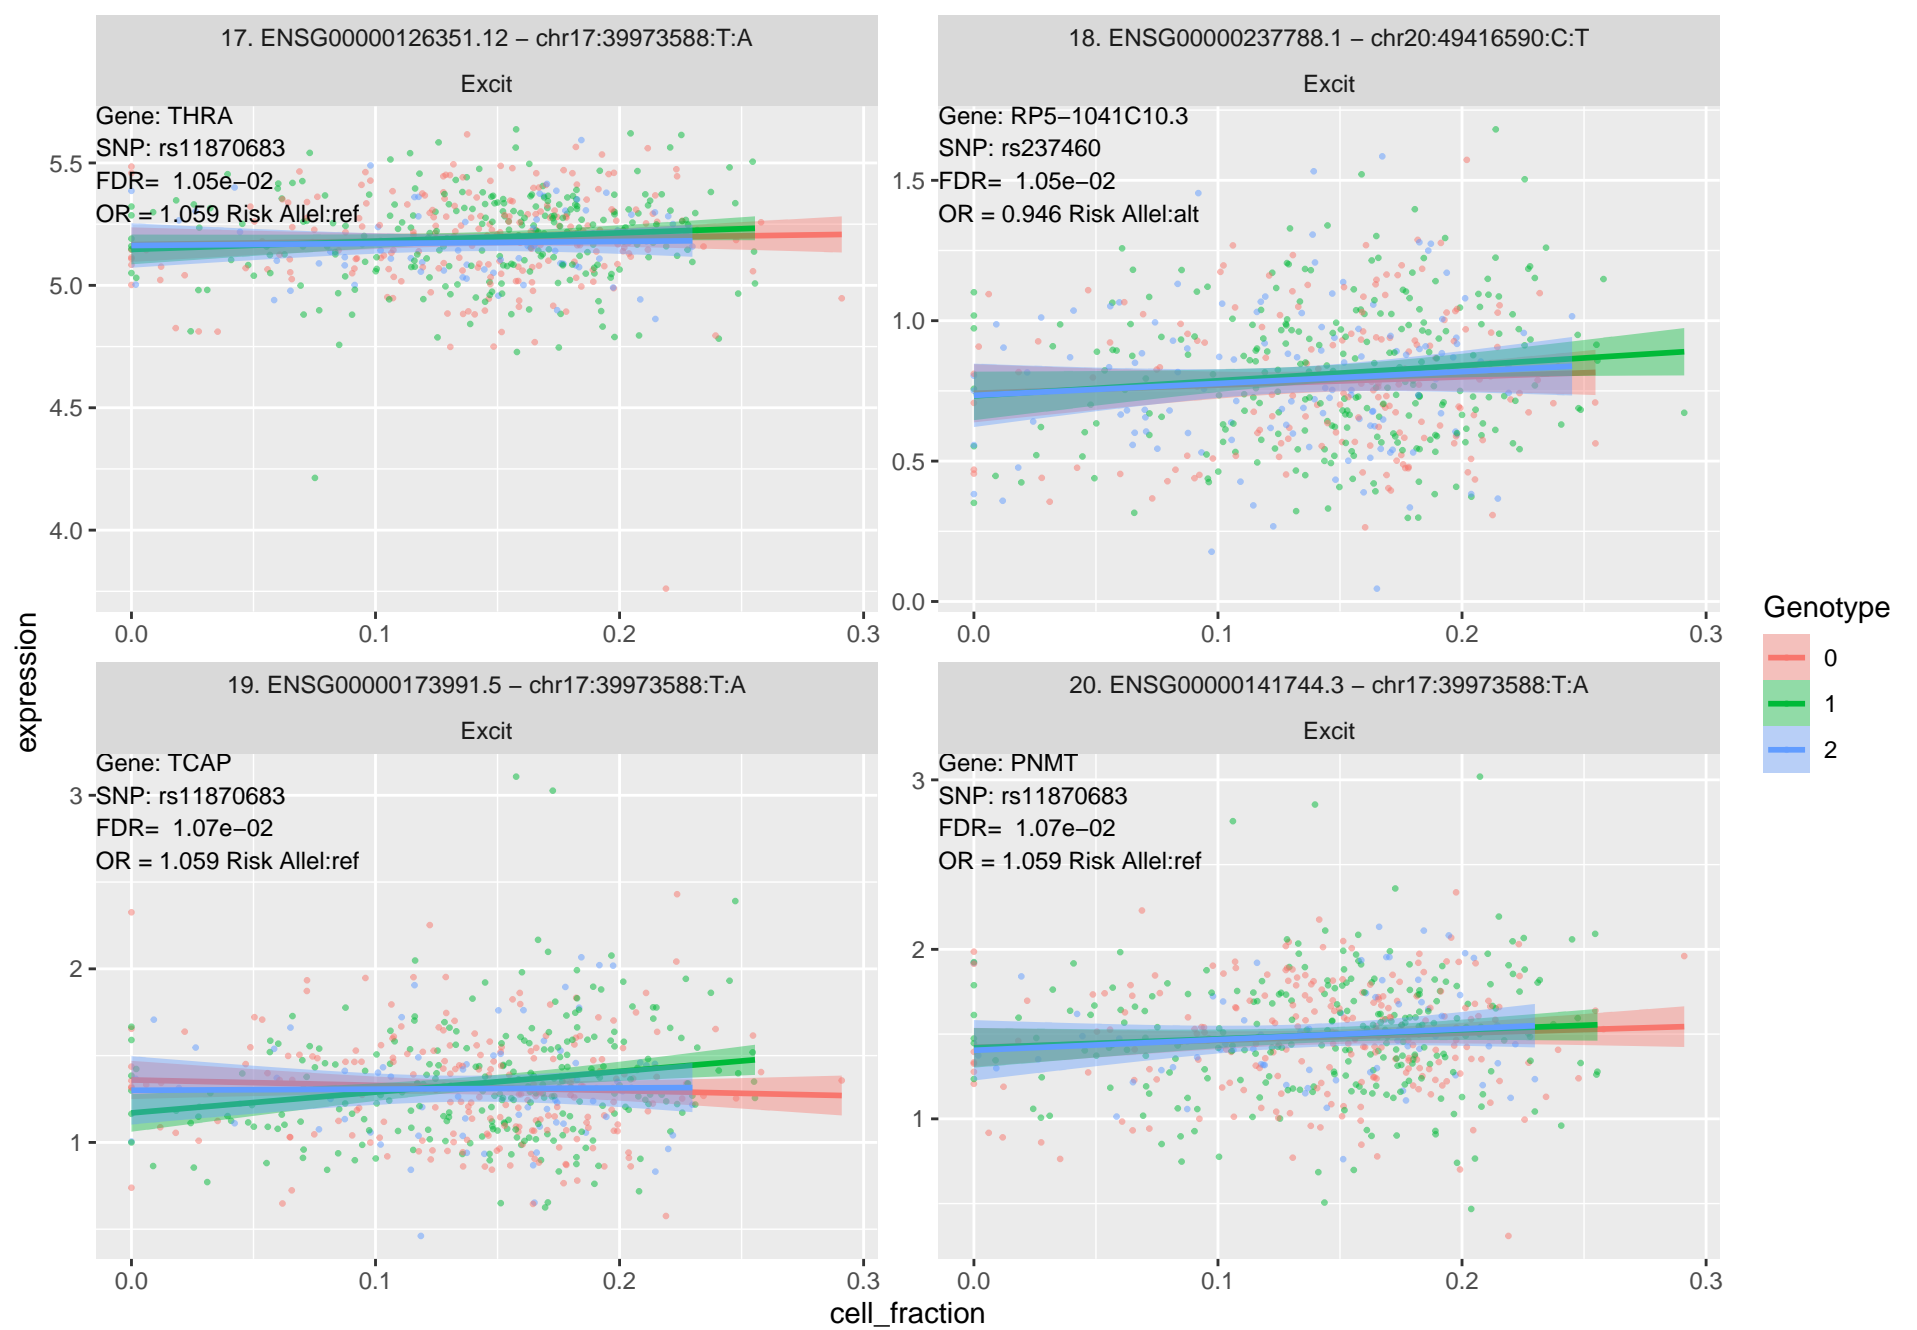 17. ENSG00000126351.12 − chr17:39973588:T:A
Excit
Gene: THRA
SNP: rs11870683
FDR= 1.05e−02
OR = 1.059 Risk Allel:ref
5.5
5.0
4.5
4.0
0.0 0.1 0.2 0.3
18. ENSG00000237788.1 − chr20:49416590:C:T
Excit
Gene: RP5−1041C10.3
SNP: rs237460
FDR= 1.05e−02
OR = 0.946 Risk Allel:alt
1.5
1.0
0.5
0.0
0.0 0.1 0.2 0.3
19. ENSG00000173991.5 − chr17:39973588:T:A
Excit
Gene: TCAP
SNP: rs11870683
FDR= 1.07e−02
OR = 1.059 Risk Allel:ref
3
2
1
0.0 0.1 0.2 0.3
20. ENSG00000141744.3 − chr17:39973588:T:A
Excit
Gene: PNMT
SNP: rs11870683
FDR= 1.07e−02
OR = 1.059 Risk Allel:ref
3
2
1
0.0 0.1 0.2 0.3
expression
cell_fraction
Genotype
0
1
2